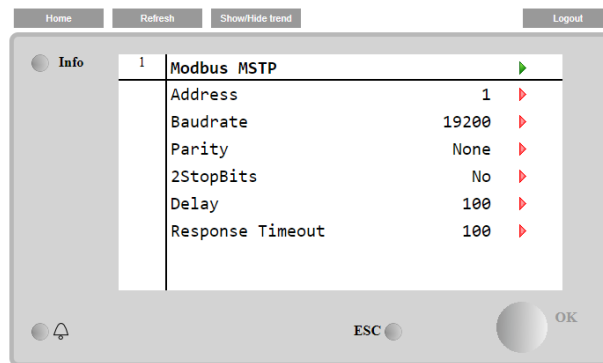 Home Refresh Show/Hide trend Logout
Info
1 Modbus MSTP
Address 1
Baudrate 19200
Parity None
2StopBits No
Delay 100
Response Timeout 100
ESC OK